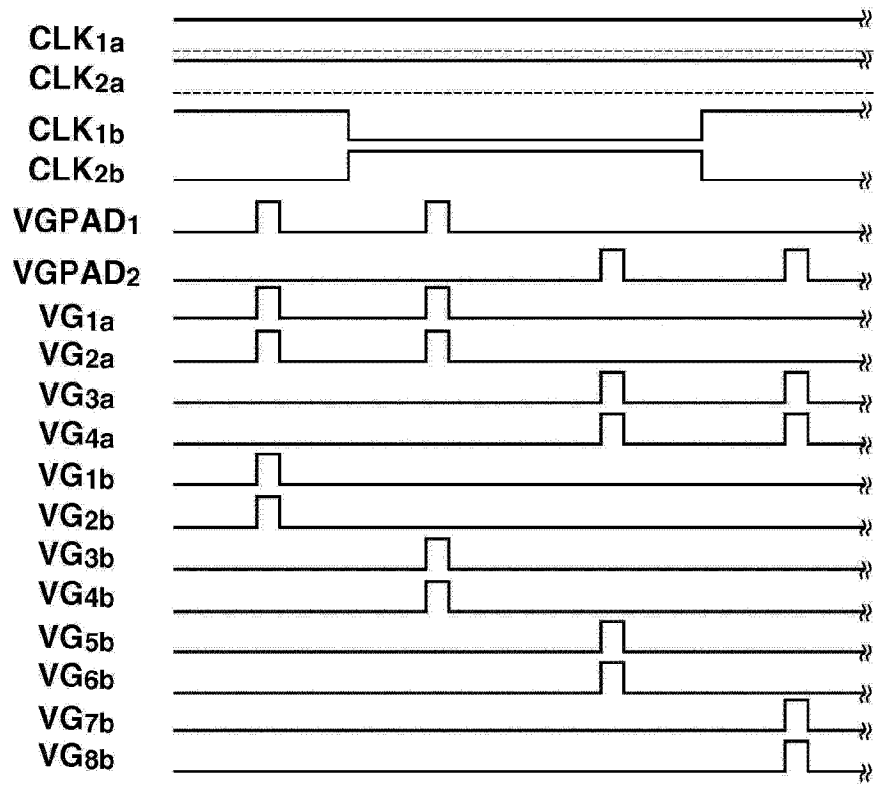 CLK1a
CLK2a
CLK1b
CLK2b
VGPAD1
VGPAD2
VG1a
VG2a
VG3a
VG4a
VG1b
VG2b
VG3b
VG4b
VG5b
VG6b
VG7b
VG8b